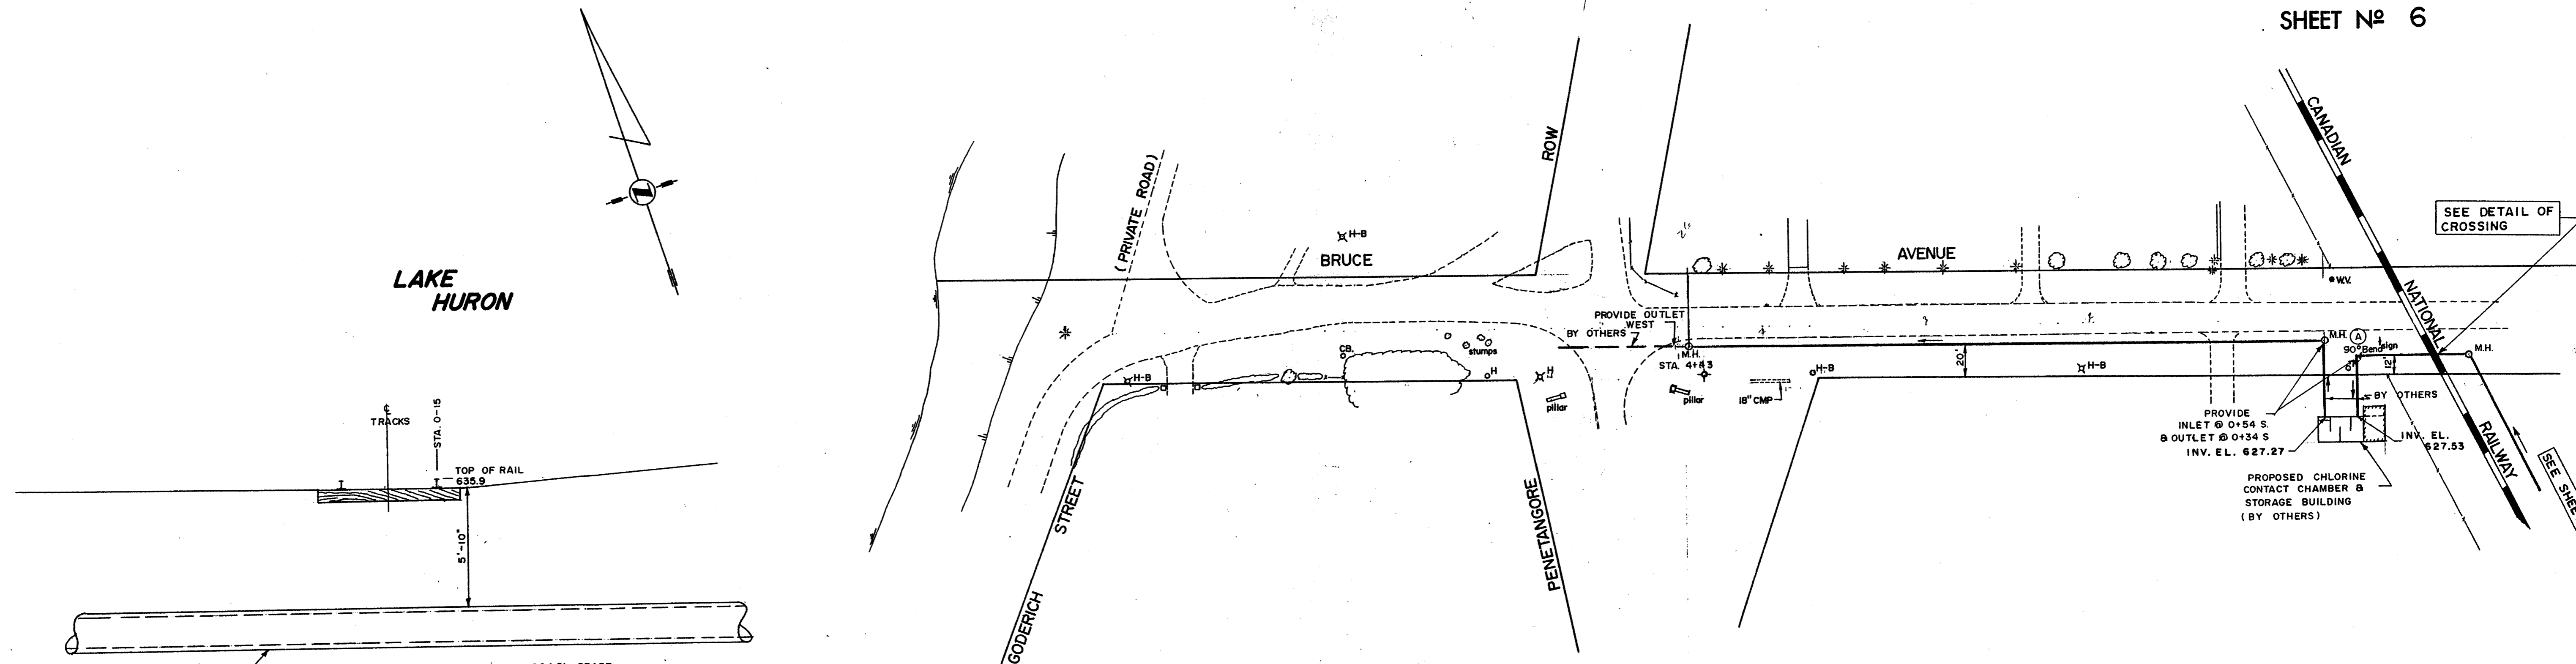 SHEET Nº 6
N
LAKE
HURON
℄
TRACKS
STA. 0-15
TOP OF RAIL
635.9
5'-10"
(PRIVATE ROAD)
ROW
H-B
BRUCE
AVENUE
CANADIAN
NATIONAL
RAILWAY
SEE DETAIL OF
CROSSING
W.V.
PROVIDE OUTLET
WEST
BY OTHERS
M.H.
STA. 4+43
CB.
stumps
H-B
H
H
pillar
pillar
18" CMP
H-B
20'
H-B
M.H.
A
90° Bend
sign
12'
M.H.
BY OTHERS
PROVIDE
INLET @ 0+54 S.
& OUTLET @ 0+34 S
INV. EL. 627.27
INV. EL.
627.53
PROPOSED CHLORINE
CONTACT CHAMBER &
STORAGE BUILDING
(BY OTHERS)
GODERICH
STREET
PENETANGORE
SEE SHEE